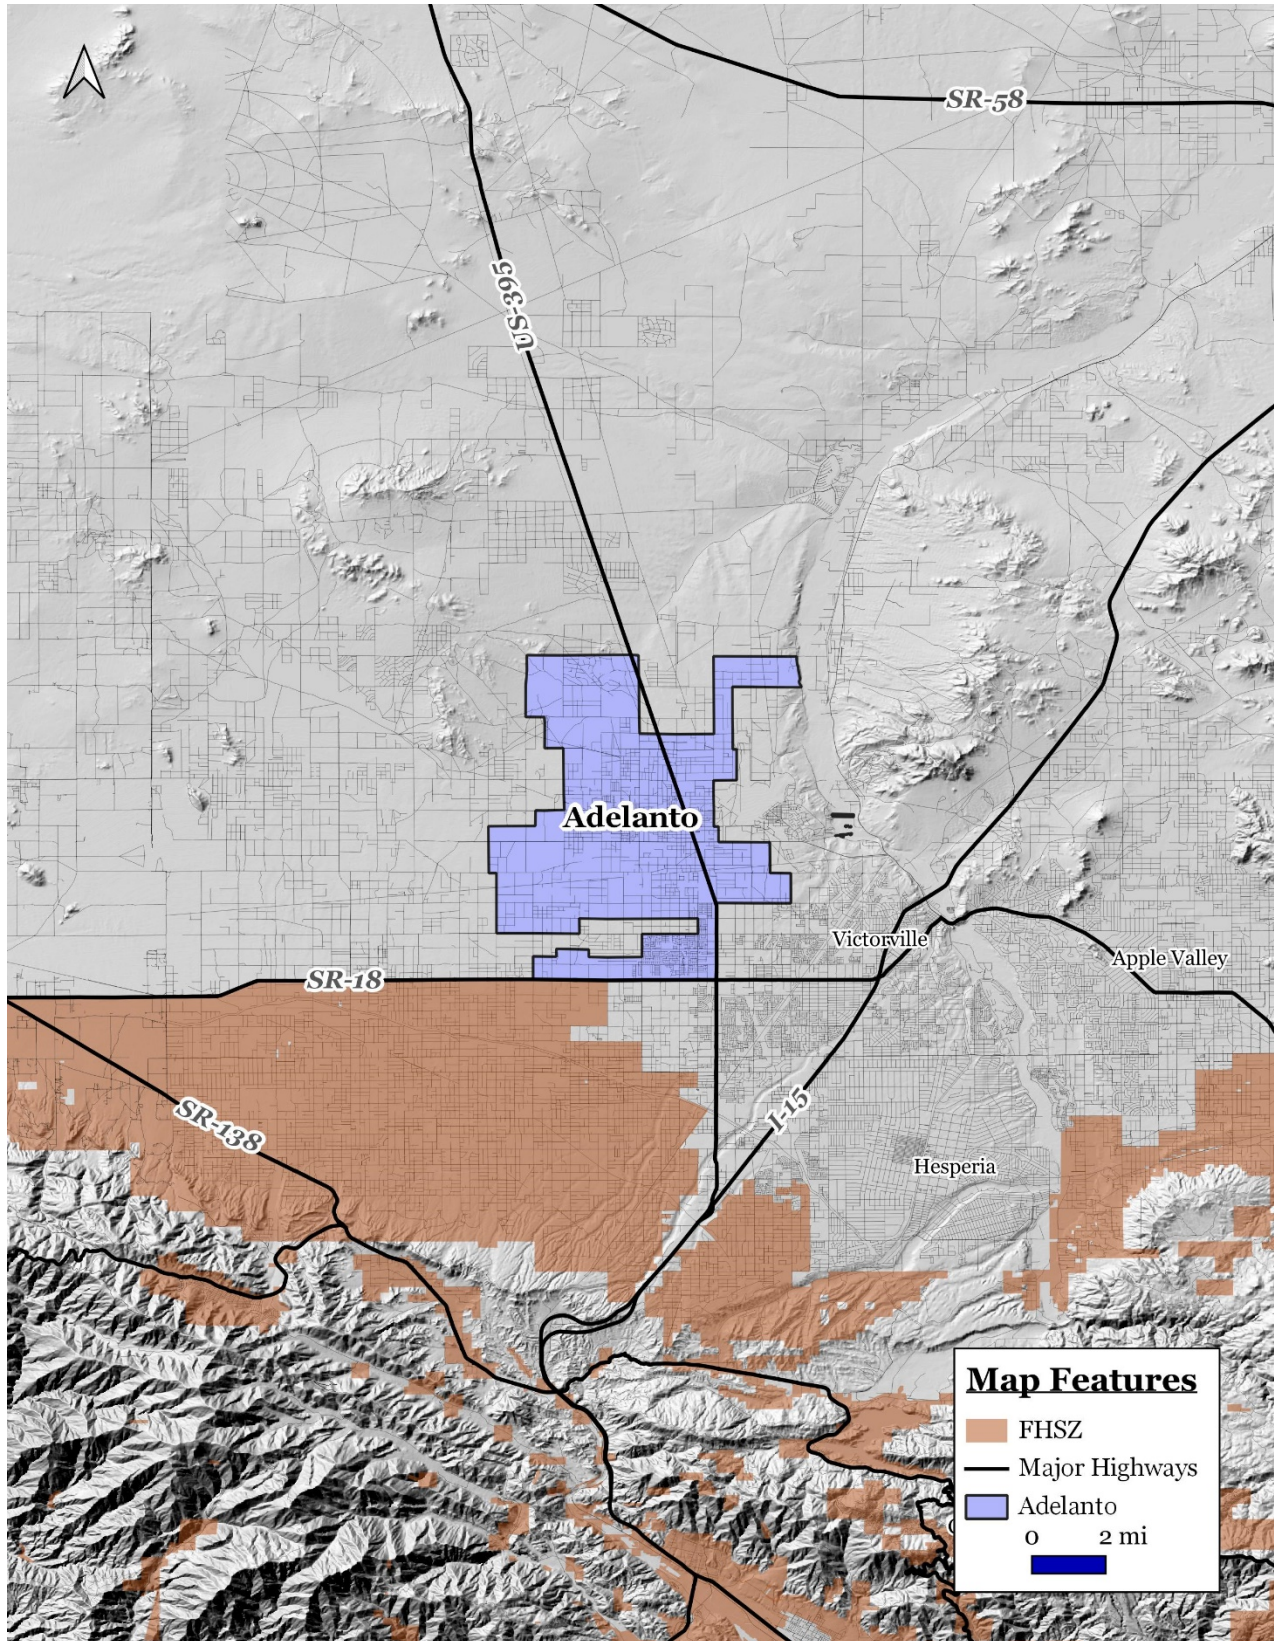 SR-58
US-395
Adelanto
Victorville
Apple Valley
SR-18
SR-138
I-15
Hesperia
Map Features
FHSZ
Major Highways
Adelanto
0 2 mi